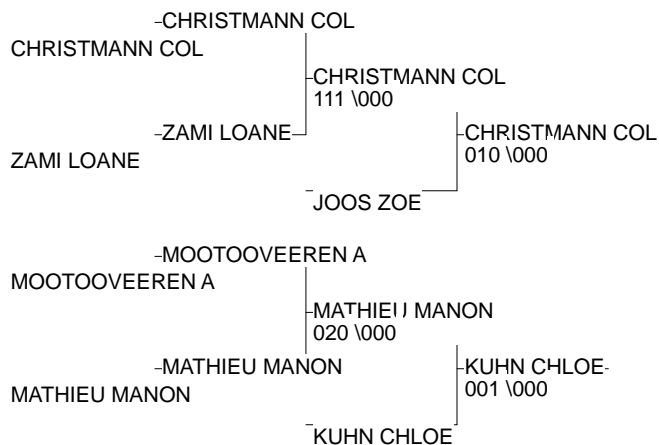 CHRISTMANN COL
CHRISTMANN COL
CHRISTMANN COL
111 \000
ZAMI LOANE
CHRISTMANN COL
ZAMI LOANE
010 \000
JOOS ZOE
MOOTOOVEEREN A
MOOTOOVEEREN A
MATHIEU MANON
020 \000
MATHIEU MANON
KUHN CHLOE
MATHIEU MANON
001 \000
KUHN CHLOE